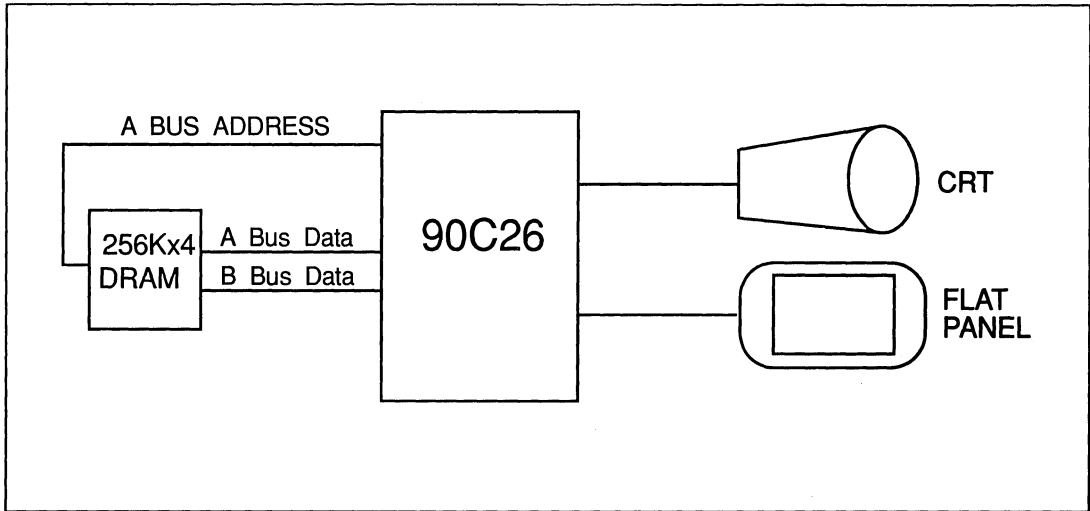 A BUS ADDRESS
256Kx4
DRAM
A Bus Data
B Bus Data
90C26
CRT
FLAT
PANEL